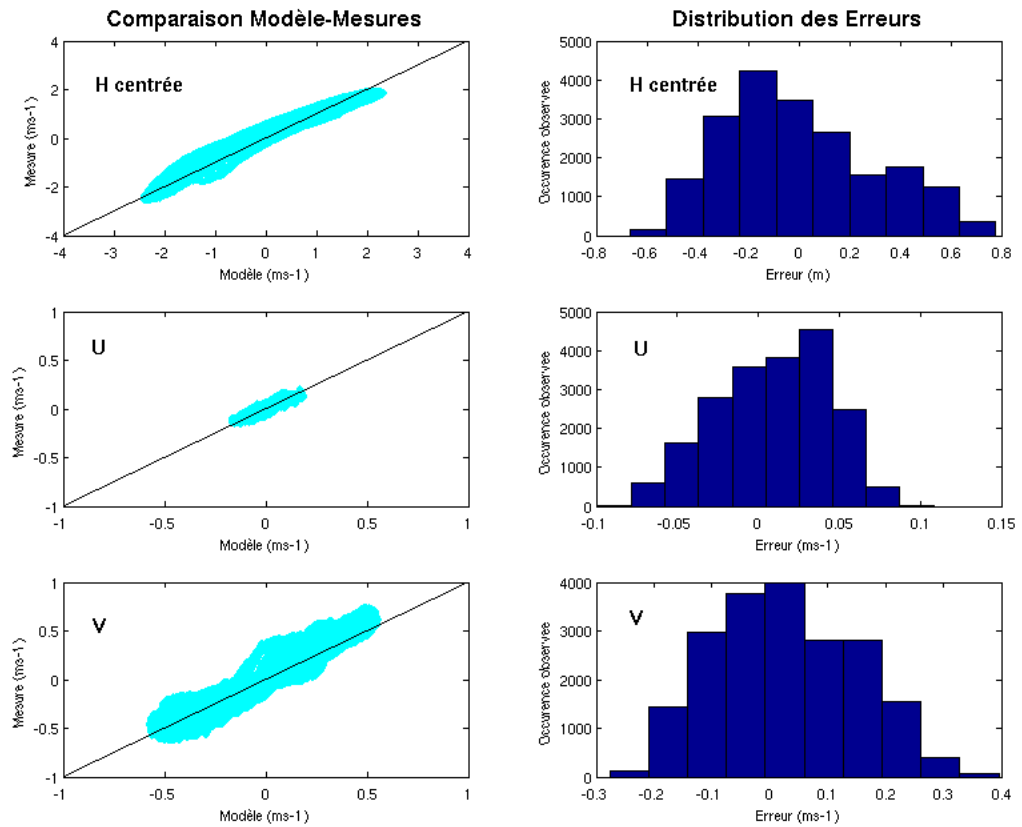 Comparaison Modèle-Mesures
Distribution des Erreurs
H centrée
4
2
0
-2
-4
-4 -3 -2 -1 0 1 2 3 4
Mesure (ms-1)
Modèle (ms-1)
H centrée
5000
4000
3000
2000
1000
0
-0.8 -0.6 -0.4 -0.2 0 0.2 0.4 0.6 0.8
Occurence observee
Erreur (m)
U
1
0.5
0
-0.5
-1
-1 -0.5 0 0.5 1
Mesure (ms-1)
Modèle (ms-1)
U
5000
4000
3000
2000
1000
0
-0.1 -0.05 0 0.05 0.1 0.15
Occurence observee
Erreur (ms-1)
V
1
0.5
0
-0.5
-1
-1 -0.5 0 0.5 1
Mesure (ms-1)
Modèle (ms-1)
V
4000
3000
2000
1000
0
-0.3 -0.2 -0.1 0 0.1 0.2 0.3 0.4
Occurence observee
Erreur (ms-1)